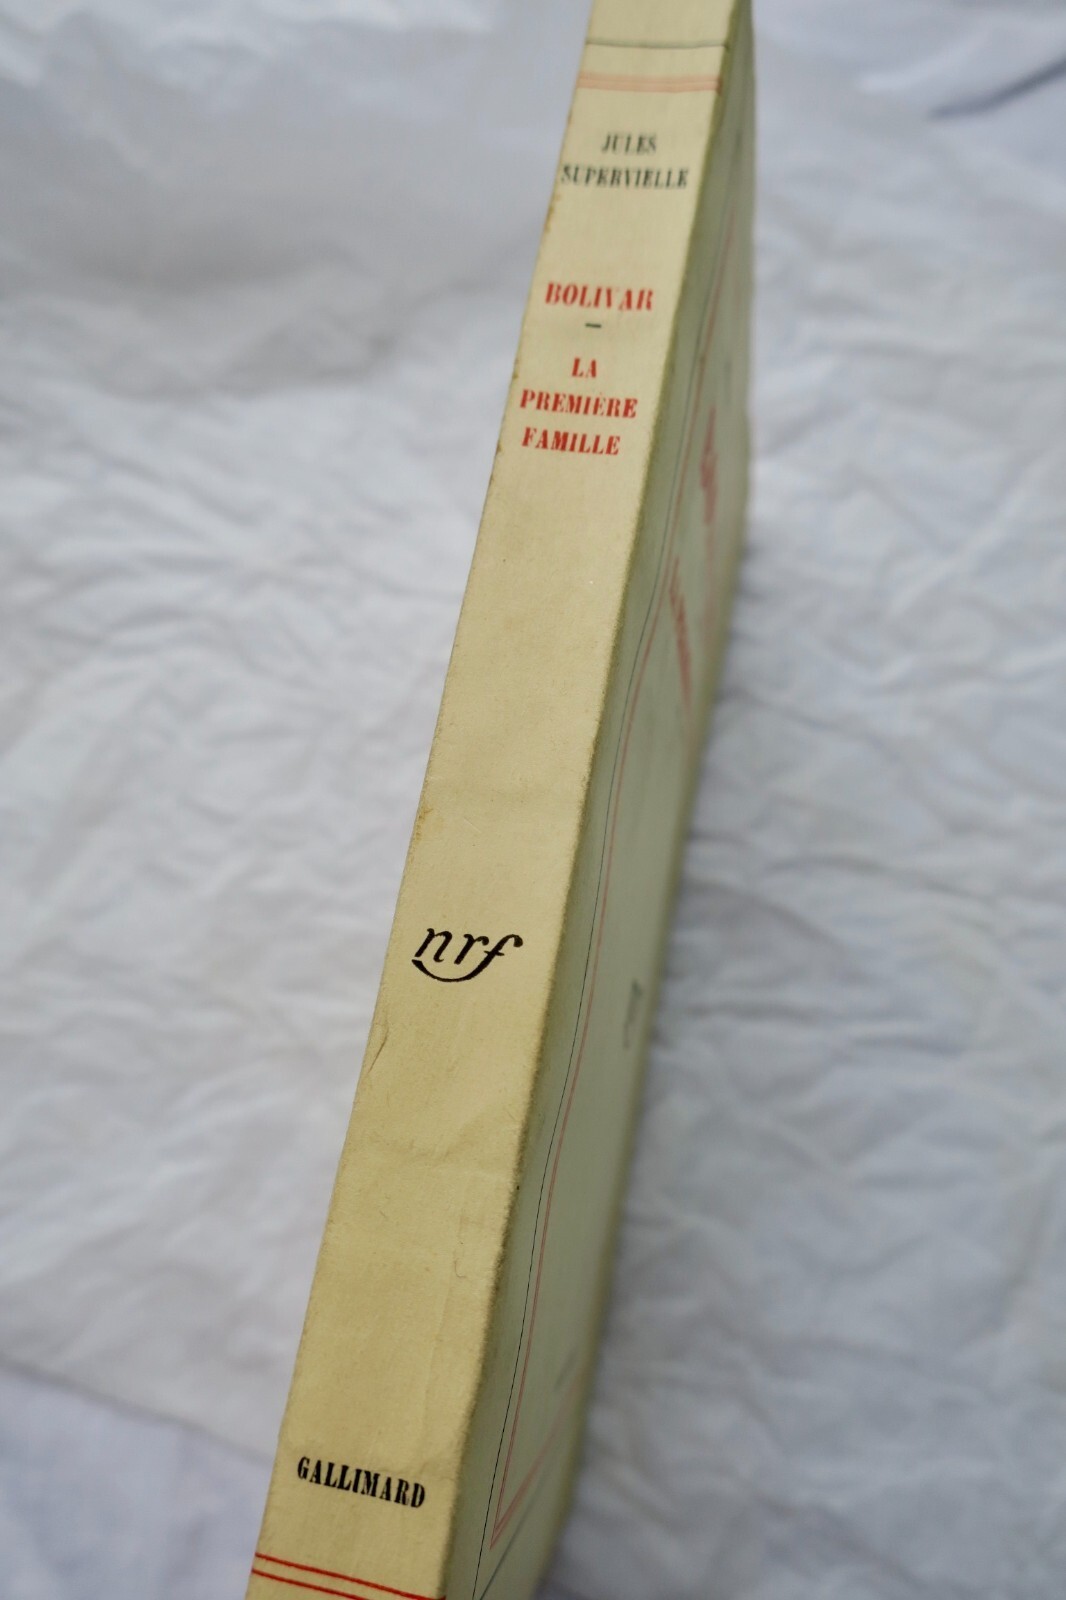 JULES
SUPERVIELLE
BOLIVAR
–
LA
PREMIÈRE
FAMILLE
nrf
GALLIMARD